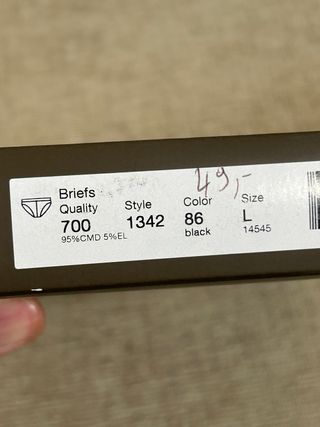 Briefs
49,-
Quality Style Color Size
700 1342 86 L
95%CMD 5%EL black 14545